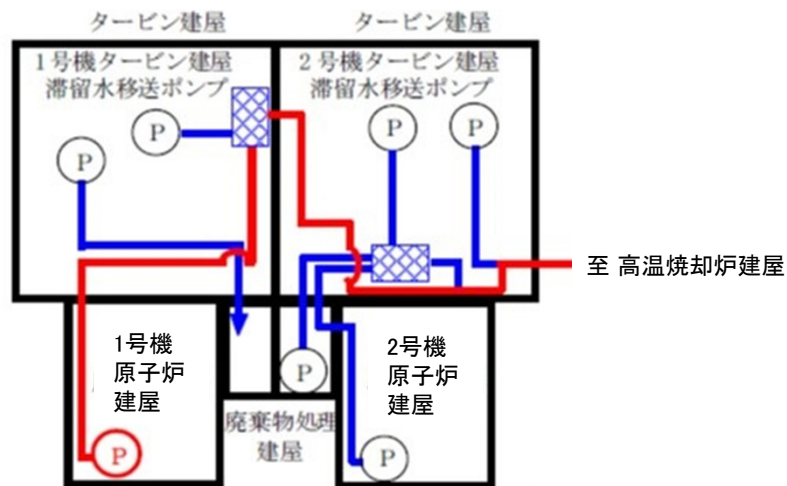 タービン建屋
タービン建屋
1号機タービン建屋
滞留水移送ポンプ
2号機タービン建屋
滞留水移送ポンプ
P
P
P
P
至 高温焼却炉建屋
1号機
原子炉
建屋
P
2号機
原子炉
建屋
廃棄物処理
建屋
P
P